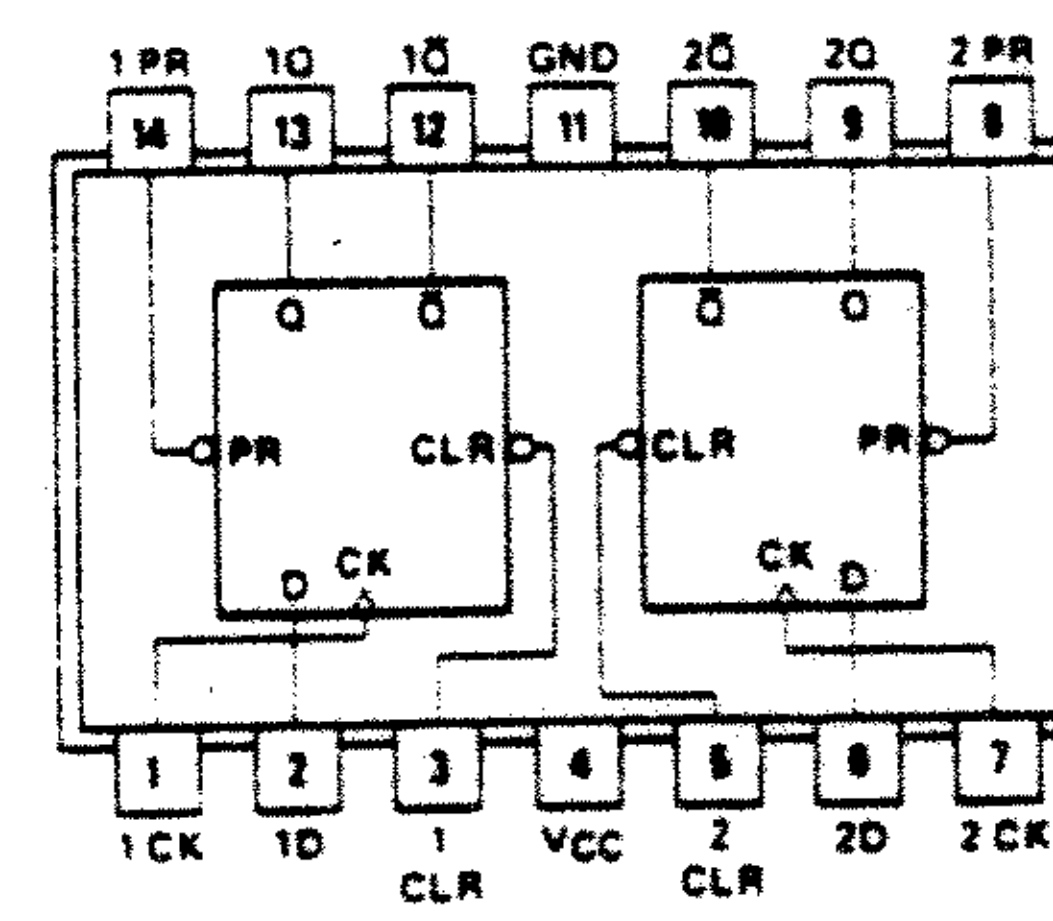 1 PR 1Q 1Q̄ GND 2Q̄ 2Q 2 PR
14 13 12 11 10 9 8
Q Q̄ Q̄ Q
PR CLR CLR PR
D CK CK D
1 2 3 4 5 6 7
1 CK 1D 1 VCC 2 2D 2 CK
CLR CLR